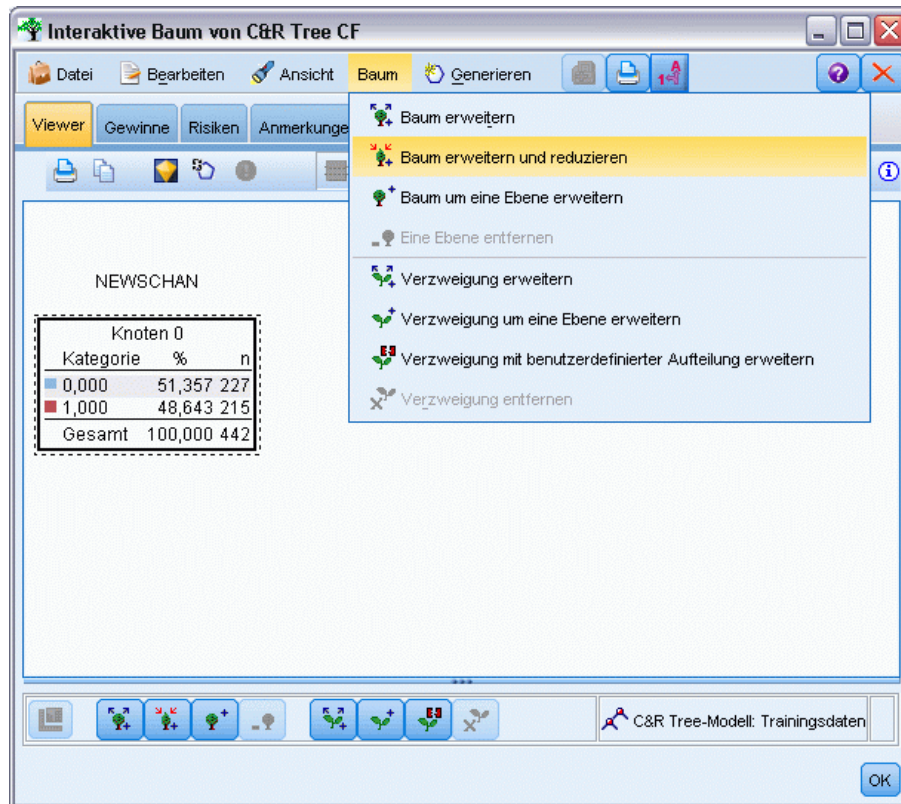 Interaktive Baum von C&R Tree CF
Datei Bearbeiten Ansicht Baum Generieren
Viewer Gewinne Risiken Anmerkunge
Baum erweitern
Baum erweitern und reduzieren
Baum um eine Ebene erweitern
Eine Ebene entfernen
Verzweigung erweitern
Verzweigung um eine Ebene erweitern
Verzweigung mit benutzerdefinierter Aufteilung erweitern
Verzweigung entfernen
NEWSCHAN
Knoten 0
Kategorie % n
0,000 51,357 227
1,000 48,643 215
Gesamt 100,000 442
C&R Tree-Modell: Trainingsdaten
OK